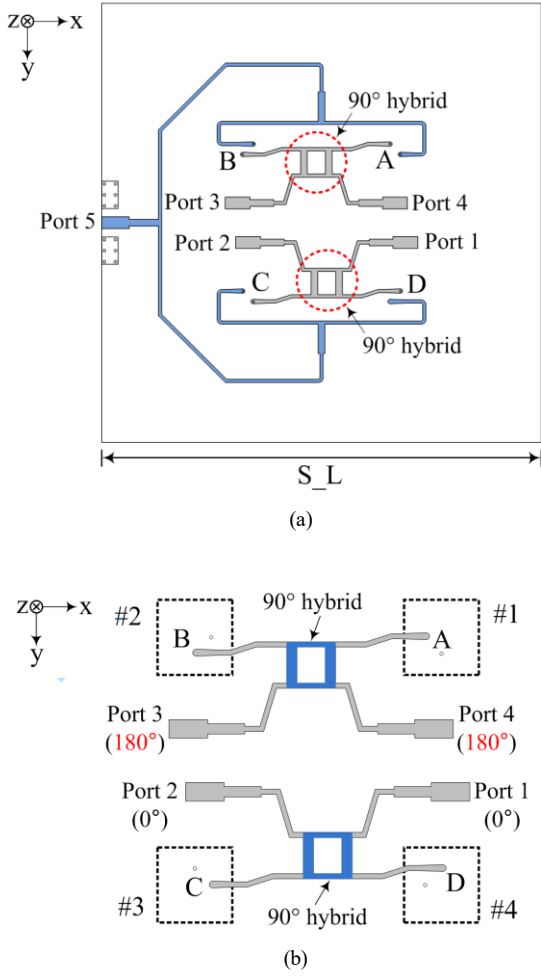 z x
y
90° hybrid
B A
Port 3 Port 4
Port 5
Port 2 Port 1
C D
90° hybrid
S_L
(a)
z x
y
#2 90° hybrid #1
B A
Port 3 Port 4
(180°) (180°)
Port 2 Port 1
(0°) (0°)
#3 C D #4
90° hybrid
(b)